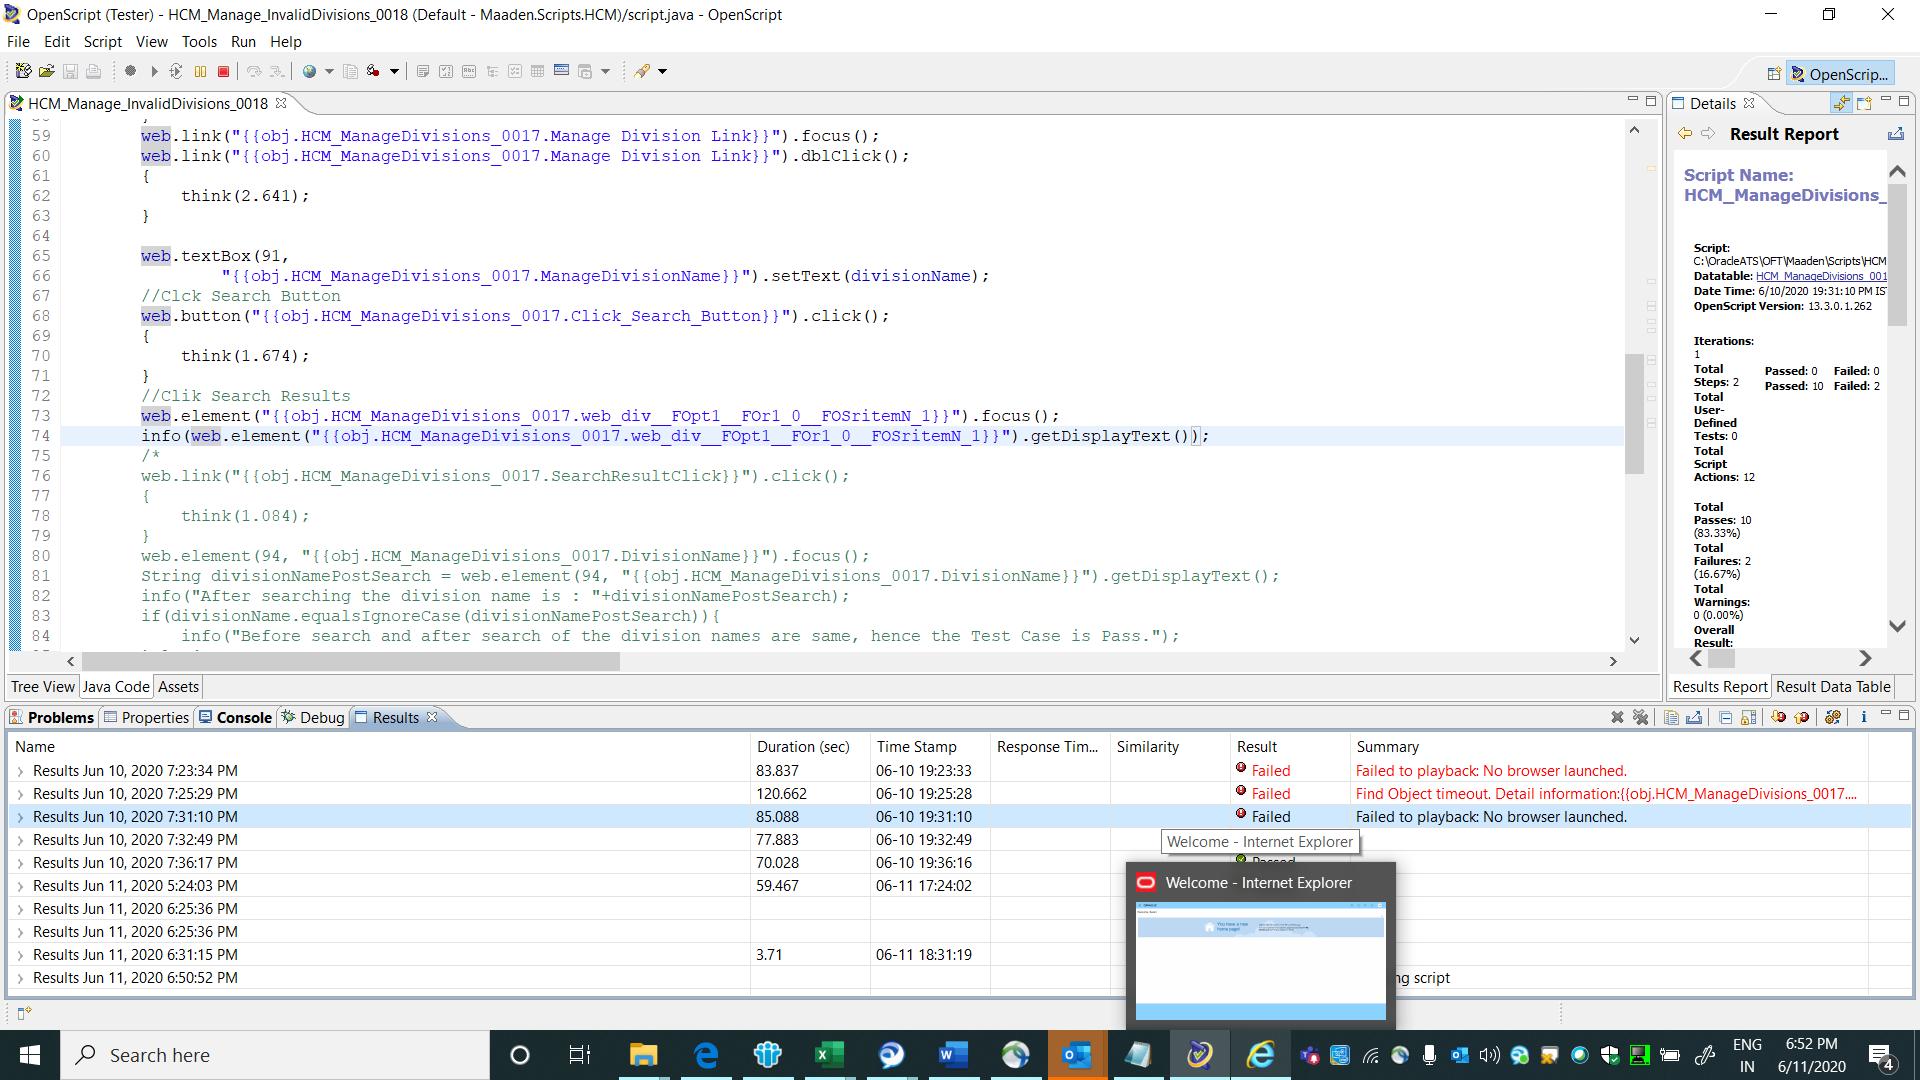 OpenScript (Tester) - HCM_Manage_InvalidDivisions_0018 (Default - Maaden.Scripts.HCM)/script.java - OpenScript
File Edit Script View Tools Run Help
OpenScrip...
HCM_Manage_InvalidDivisions_0018
59 web.link("{{obj.HCM_ManageDivisions_0017.Manage Division Link}}").focus();
60 web.link("{{obj.HCM_ManageDivisions_0017.Manage Division Link}}").dblClick();
61 {
62 think(2.641);
63 }
64
65 web.textBox(91,
66 "{{obj.HCM_ManageDivisions_0017.ManageDivisionName}}").setText(divisionName);
67 //Clck Search Button
68 web.button("{{obj.HCM_ManageDivisions_0017.Click_Search_Button}}").click();
69 {
70 think(1.674);
71 }
72 //Clik Search Results
73 web.element("{{obj.HCM_ManageDivisions_0017.web_div__FOpt1__FOr1_0__FOSritemN_1}}").focus();
74 info(web.element("{{obj.HCM_ManageDivisions_0017.web_div__FOpt1__FOr1_0__FOSritemN_1}}").getDisplayText());
75 /*
76 web.link("{{obj.HCM_ManageDivisions_0017.SearchResultClick}}").click();
77 {
78 think(1.084);
79 }
80 web.element(94, "{{obj.HCM_ManageDivisions_0017.DivisionName}}").focus();
81 String divisionNamePostSearch = web.element(94, "{{obj.HCM_ManageDivisions_0017.DivisionName}}").getDisplayText();
82 info("After searching the division name is : "+divisionNamePostSearch);
83 if(divisionName.equalsIgnoreCase(divisionNamePostSearch)){
84 info("Before search and after search of the division names are same, hence the Test Case is Pass.");
Tree View Java Code Assets
Details
Result Report
Script Name:
HCM_ManageDivisions_
Script:
C:\OracleATS\OFT\Maaden\Scripts\HCM
Datatable: HCM_ManageDivisions_001
Date Time: 6/10/2020 19:31:10 PM IST
OpenScript Version: 13.3.0.1.262
Iterations:
1
Total
Steps: 2
Passed: 0 Failed: 0
Passed: 10 Failed: 2
Total
User-
Defined
Tests: 0
Total
Script
Actions: 12
Total
Passes: 10
(83.33%)
Total
Failures: 2
(16.67%)
Total
Warnings:
0 (0.00%)
Overall
Result:
Results Report Result Data Table
Problems Properties Console Debug Results
Name Duration (sec) Time Stamp Response Tim... Similarity Result Summary
Results Jun 10, 2020 7:23:34 PM 83.837 06-10 19:23:33 Failed Failed to playback: No browser launched.
Results Jun 10, 2020 7:25:29 PM 120.662 06-10 19:25:28 Failed Find Object timeout. Detail information:{{obj.HCM_ManageDivisions_0017....
Results Jun 10, 2020 7:31:10 PM 85.088 06-10 19:31:10 Failed Failed to playback: No browser launched.
Results Jun 10, 2020 7:32:49 PM 77.883 06-10 19:32:49
Welcome - Internet Explorer
Results Jun 10, 2020 7:36:17 PM 70.028 06-10 19:36:16 Passed
Results Jun 11, 2020 5:24:03 PM 59.467 06-11 17:24:02
Welcome - Internet Explorer
Results Jun 11, 2020 6:25:36 PM
Results Jun 11, 2020 6:25:36 PM
You have a new
home page!
Results Jun 11, 2020 6:31:15 PM 3.71 06-11 18:31:19
Results Jun 11, 2020 6:50:52 PM ng script
Search here
ENG
IN
6:52 PM
6/11/2020
4